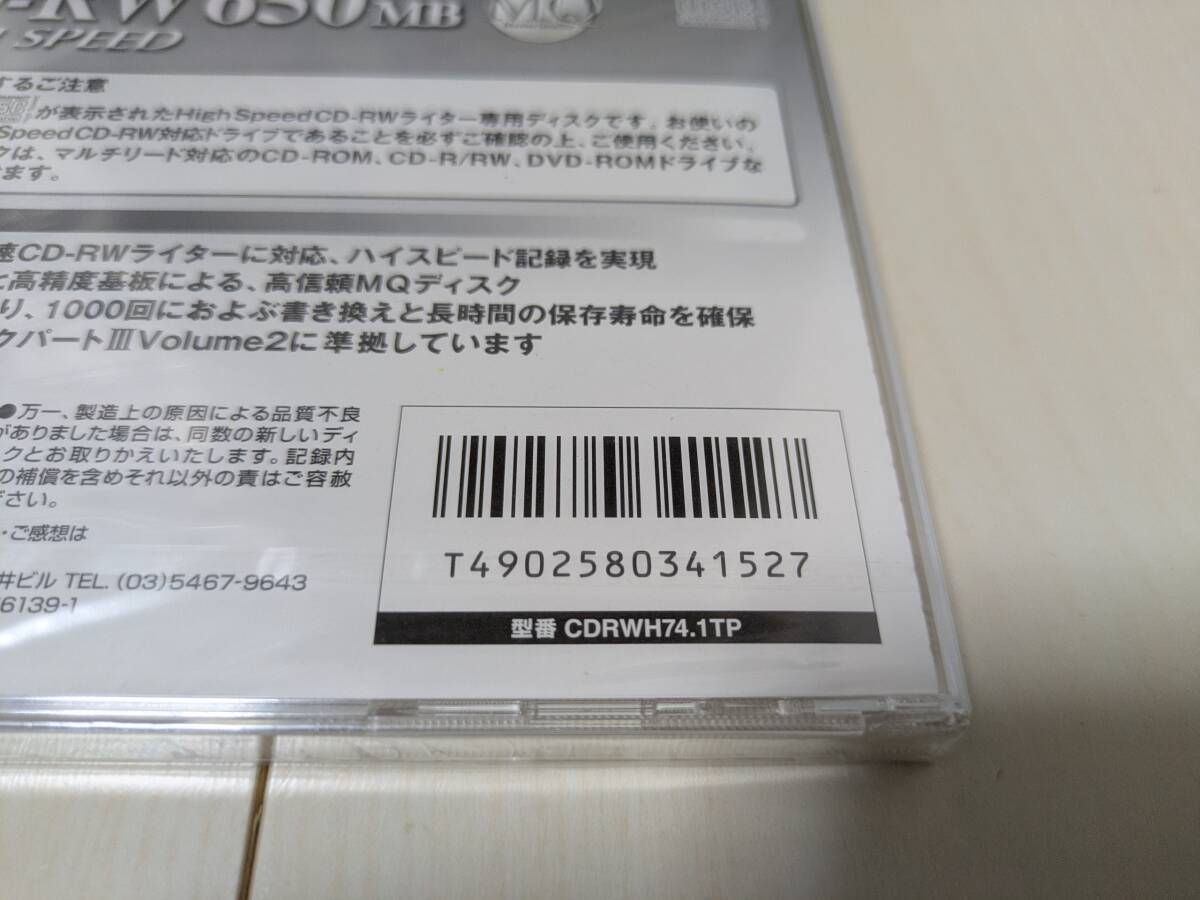 -RW650MB
SPEED
MQ
するご注意
が表示されたHigh SpeedCD-RWライター専用ディスクです。お使いの
SpeedCD-RW対応ドライブであることを必ずご確認の上、ご使用ください。
クは、マルチリード対応のCD-ROM、CD-R/RW、DVD-ROMドライブな
ます。
速CD-RWライターに対応、ハイスピード記録を実現
と高精度基板による、高信頼MQディスク
り、1000回におよぶ書き換えと長時間の保存寿命を確保
クパートⅢVolume2に準拠しています
●万一、製造上の原因による品質不良
がありました場合は、同数の新しいディ
クとお取りかえいたします。記録内
の補償を含めそれ以外の責はご容赦
ださい。
・ご感想は
井ビル TEL. (03)5467-9643
6139-1
T4902580341527
型番 CDRWH74.1TP